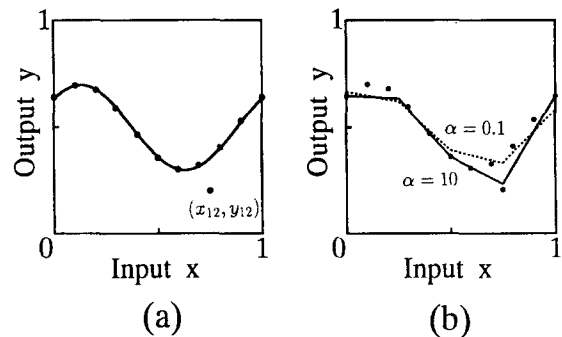 1
Output y
(x₁₂, y₁₂)
0
1
Input x
(a)
1
Output y
α = 0.1
α = 10
0
1
Input x
(b)